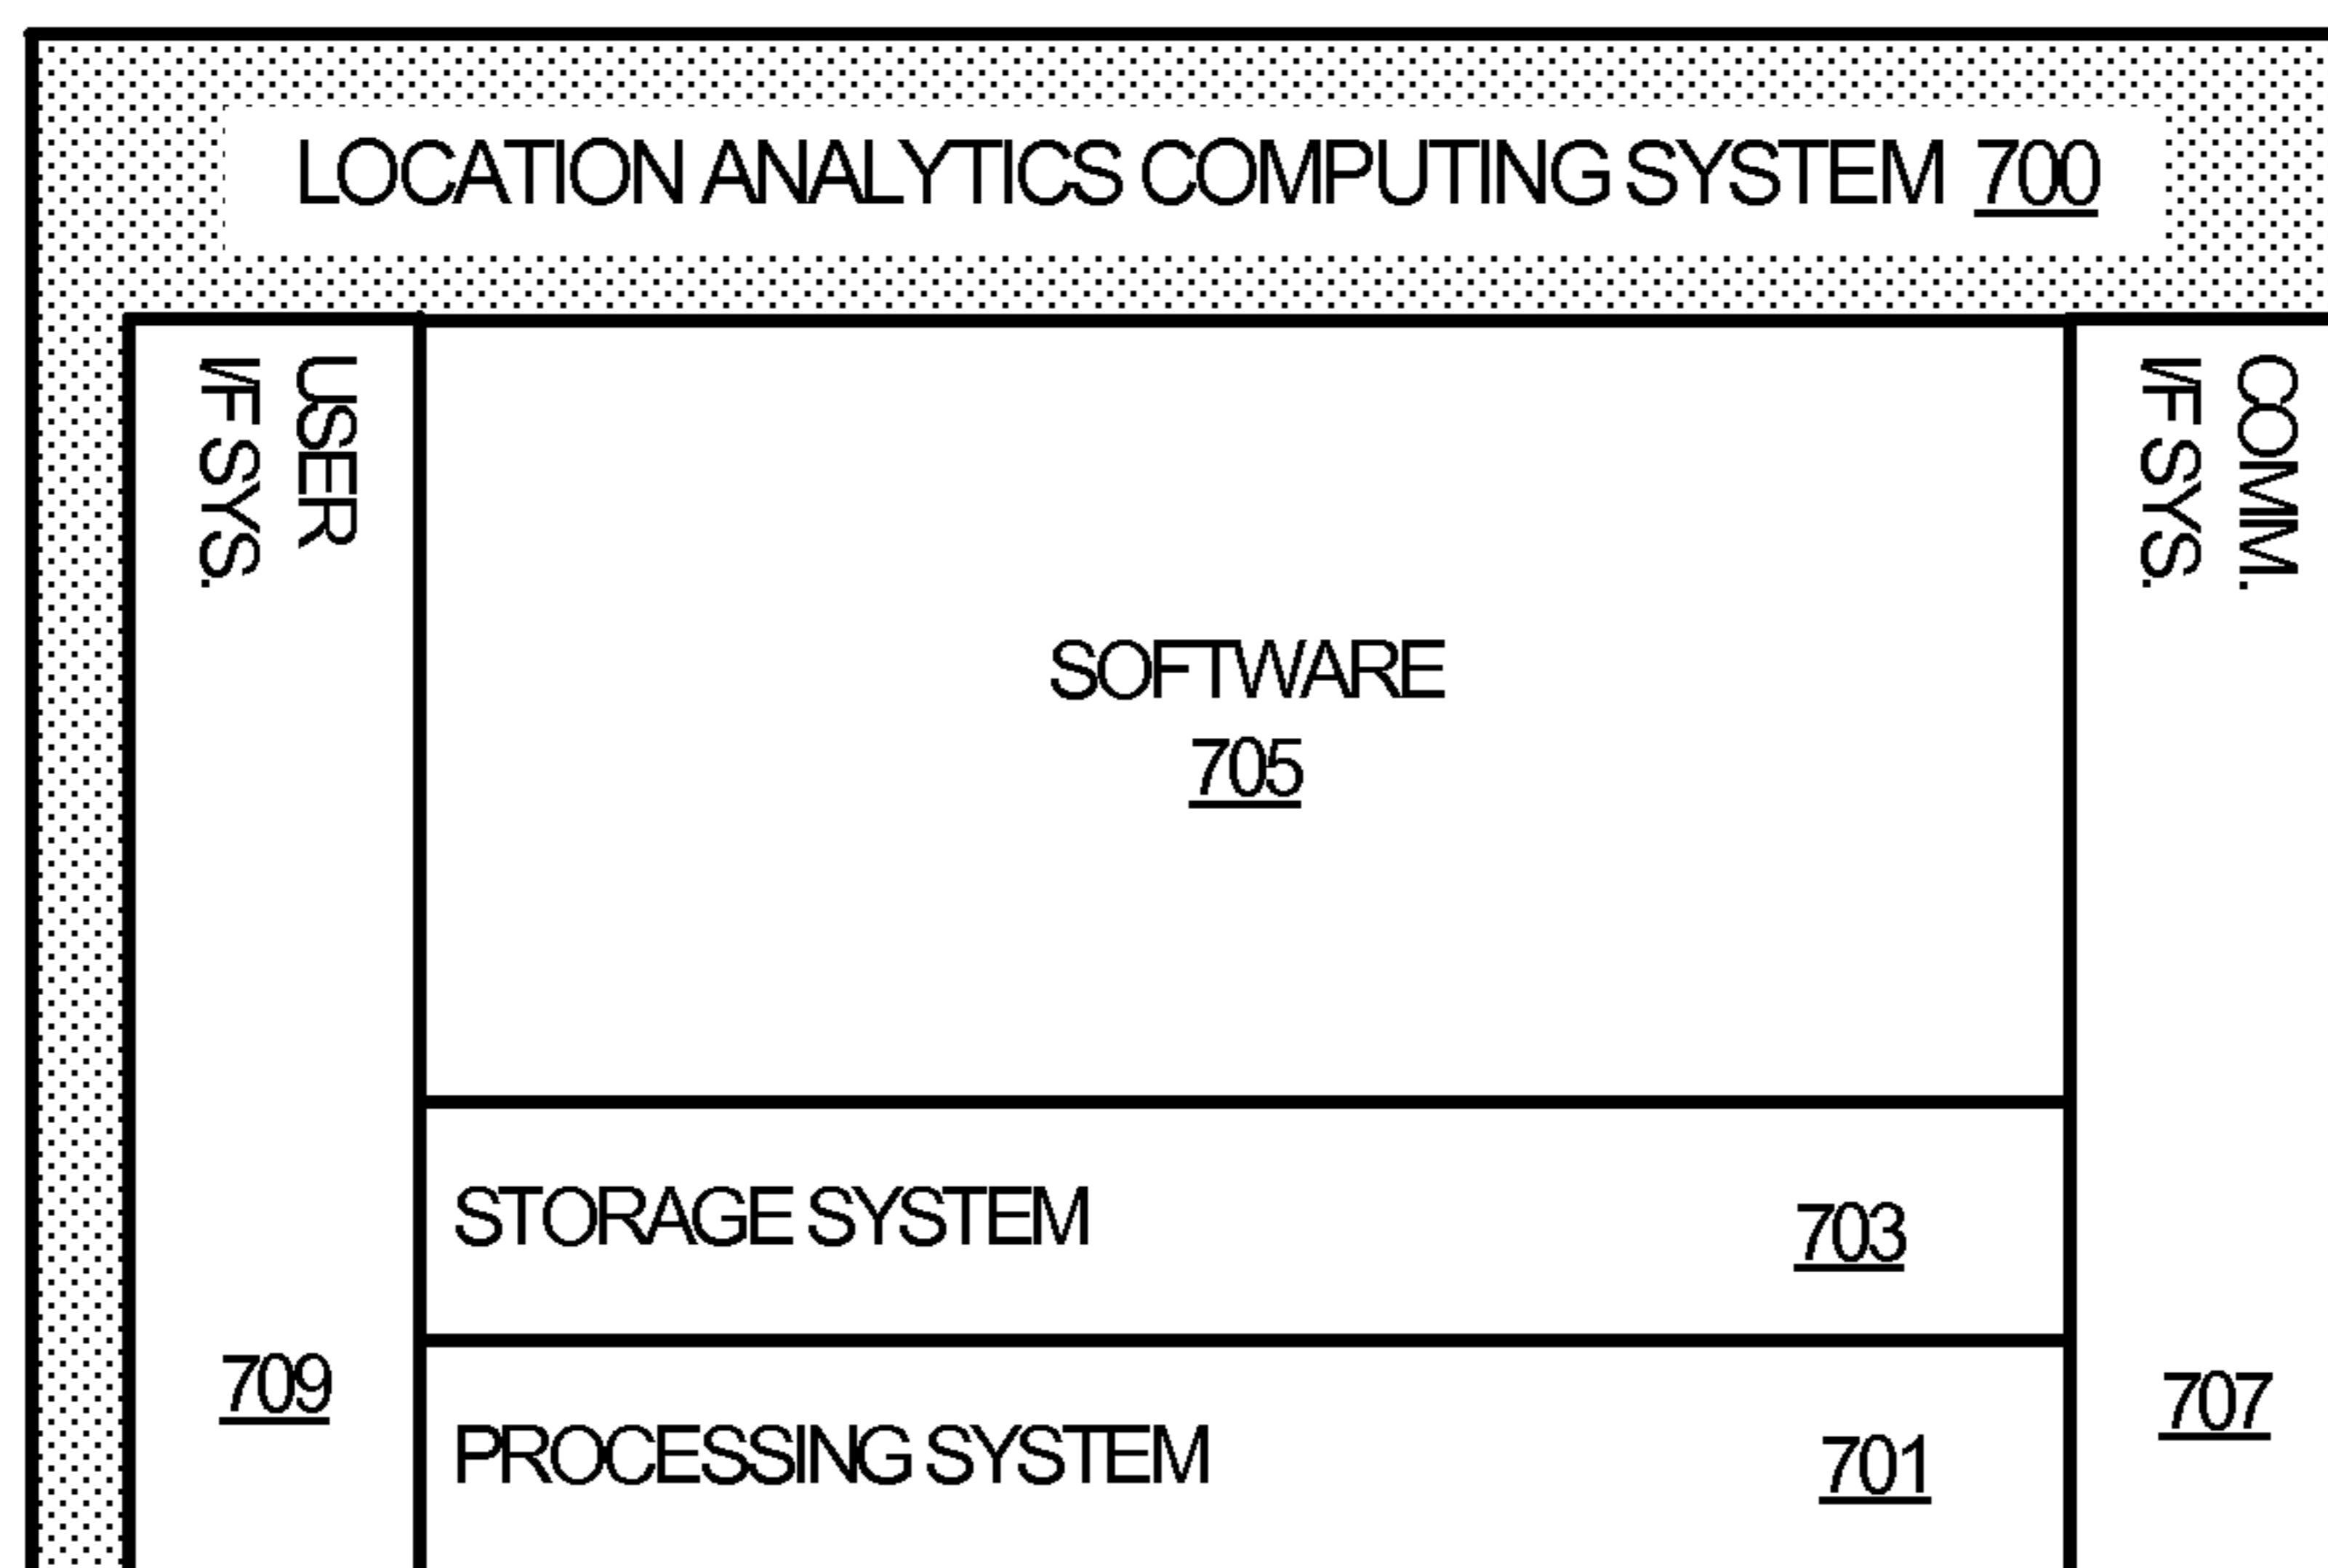 LOCATION ANALYTICS COMPUTING SYSTEM 700
USER
I/F SYS.
709
SOFTWARE
705
STORAGE SYSTEM 703
PROCESSING SYSTEM 701
COMM.
I/F SYS.
707